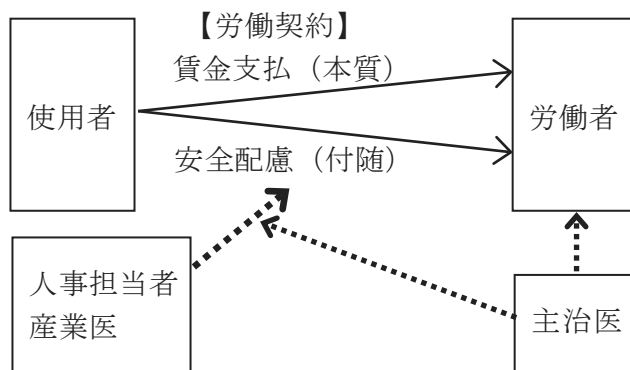 【労働契約】
賃金支払（本質）
使用者
労働者
安全配慮（付随）
人事担当者
産業医
主治医